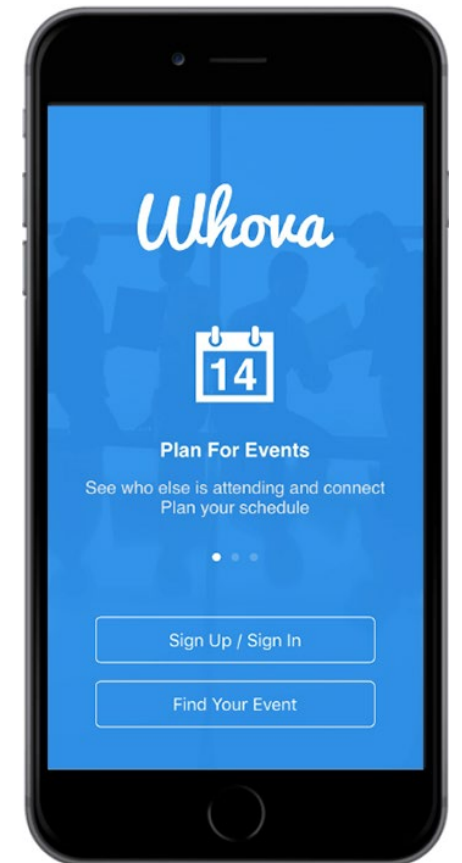 Whova
14
Plan For Events
See who else is attending and connect
Plan your schedule
Sign Up / Sign In
Find Your Event